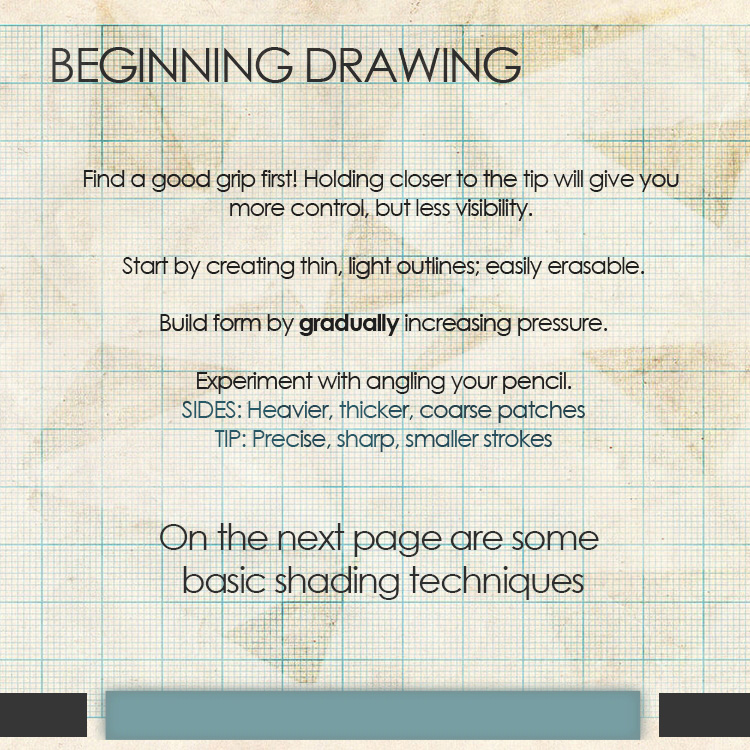 BEGINNING DRAWING
Find a good grip first! Holding closer to the tip will give you
more control, but less visibility.
Start by creating thin, light outlines; easily erasable.
Build form by gradually increasing pressure.
Experiment with angling your pencil.
SIDES: Heavier, thicker, coarse patches
TIP: Precise, sharp, smaller strokes
On the next page are some
basic shading techniques